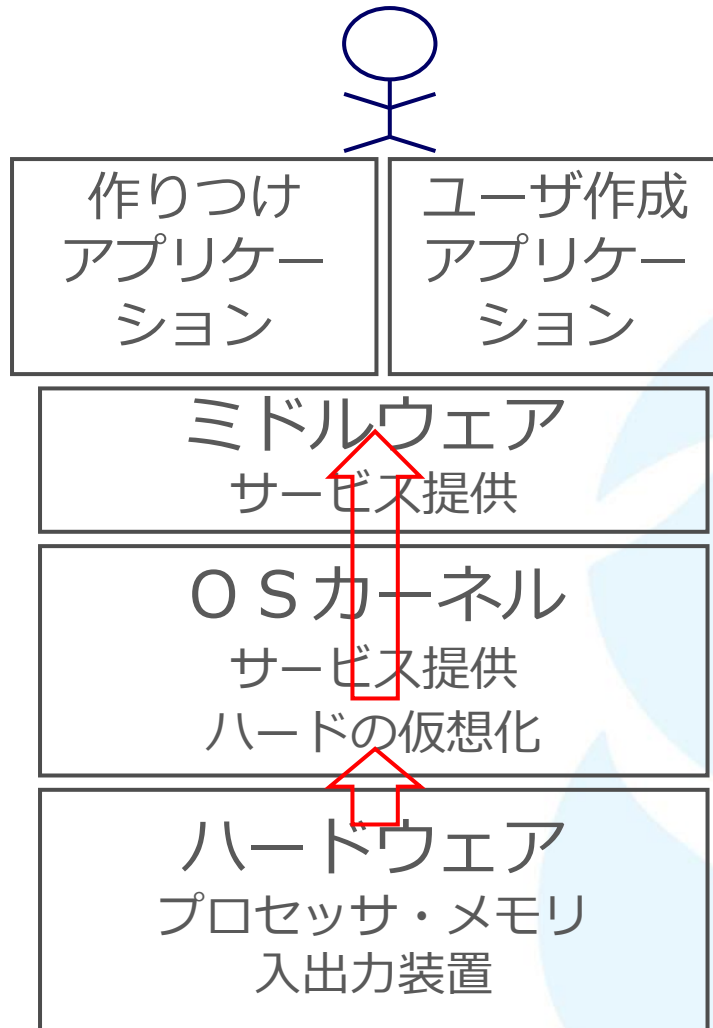 作りつけ
アプリケー
ション
ユーザ作成
アプリケー
ション
ミドルウェア
サービス提供
ＯＳカーネル
サービス提供
ハードの仮想化
ハードウェア
プロセッサ・メモリ
入出力装置